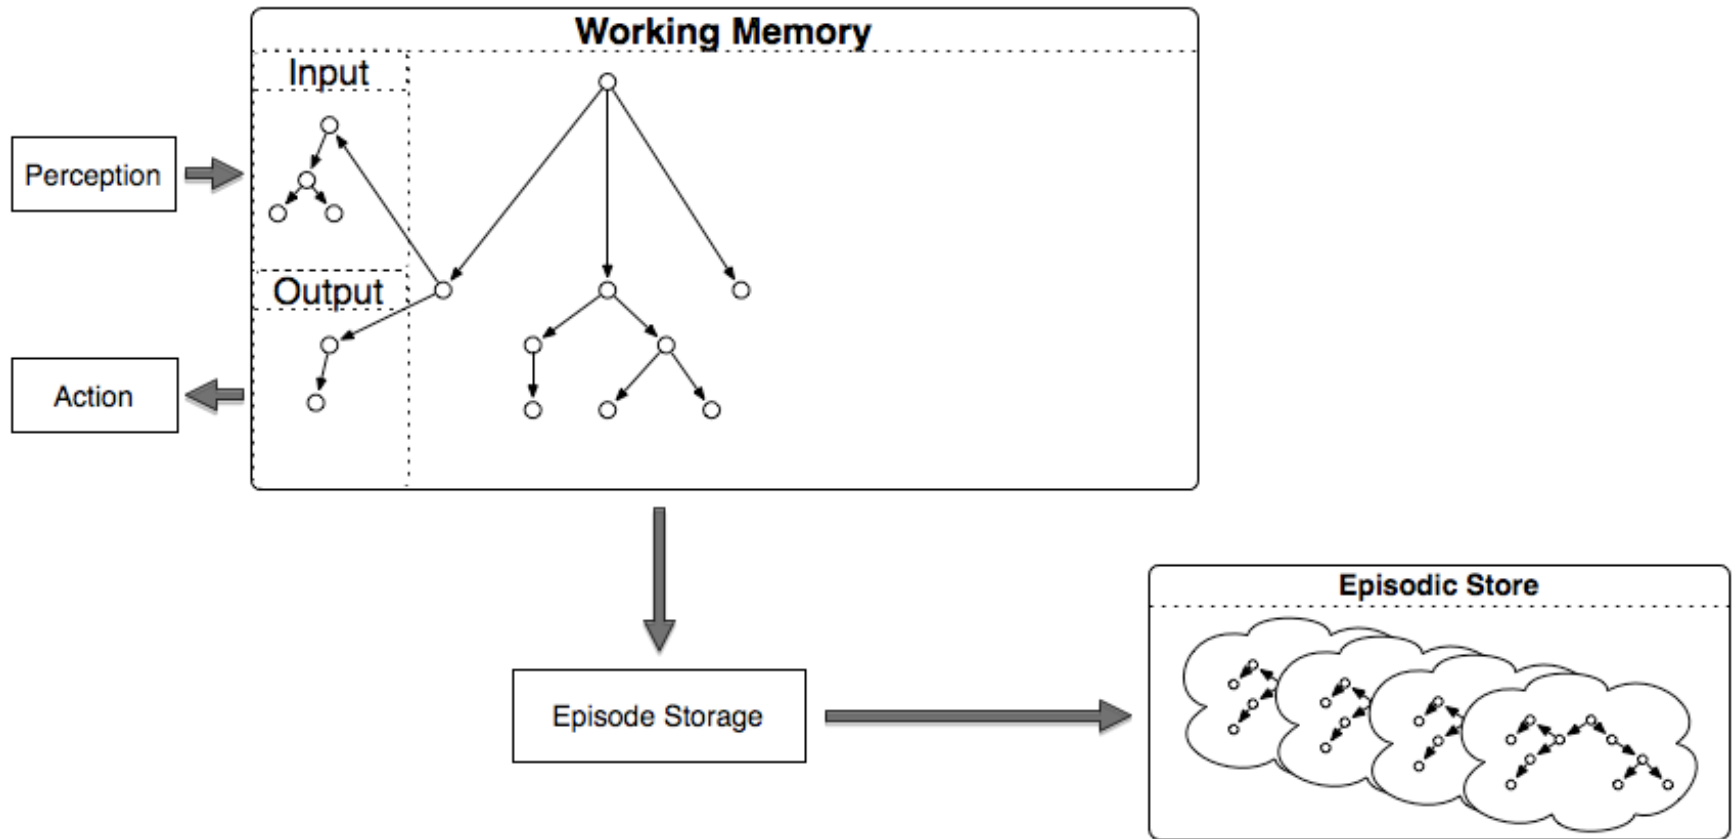 Working Memory
Input
Perception
Output
Action
Episodic Store
Episode Storage